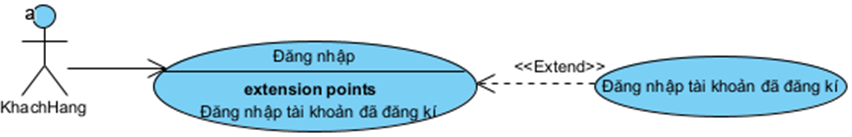 a
KhachHang
Đăng nhập
extension points
Đăng nhập tài khoản đã đăng kí
<<Extend>>
Đăng nhập tài khoản đã đăng kí